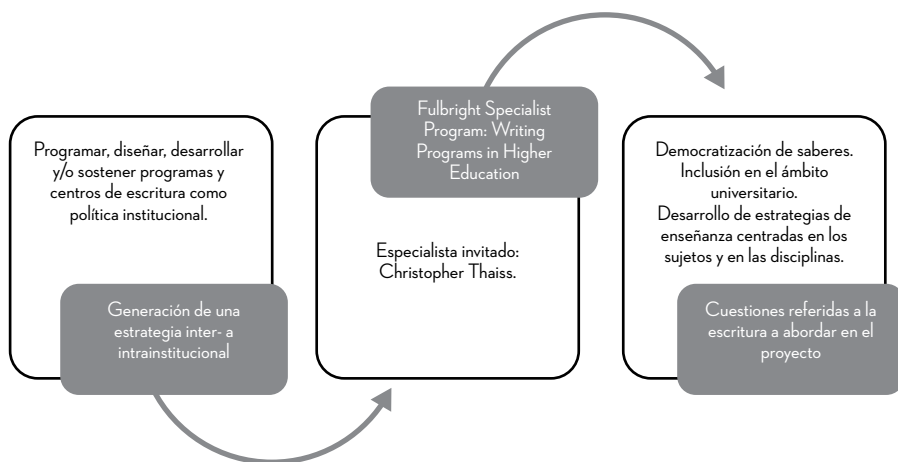 Programar, diseñar, desarrollar
y/o sostener programas y
centros de escritura como
política institucional.
Generación de una
estrategia inter- a
intrainstitucional
Fulbright Specialist
Program: Writing
Programs in Higher
Education
Especialista invitado:
Christopher Thaiss.
Democratización de saberes.
Inclusión en el ámbito
universitario.
Desarrollo de estrategias de
enseñanza centradas en los
sujetos y en las disciplinas.
Cuestiones referidas a la
escritura a abordar en el
proyecto